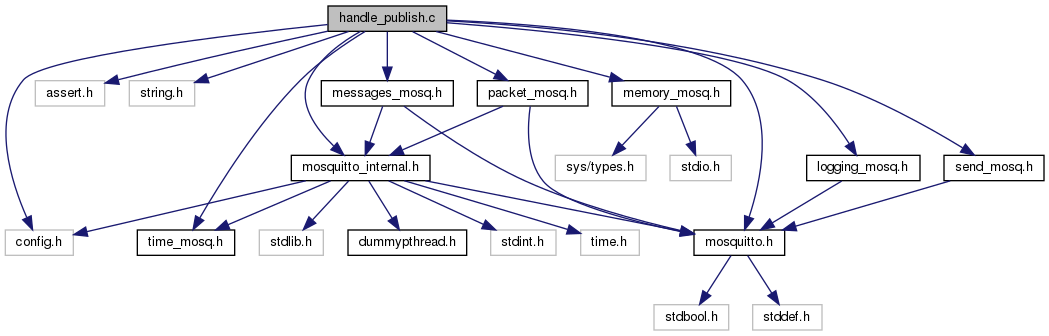 handle_publish.c
assert.h
string.h
messages_mosq.h
packet_mosq.h
memory_mosq.h
mosquitto_internal.h
sys/types.h
stdio.h
logging_mosq.h
send_mosq.h
config.h
time_mosq.h
stdlib.h
dummypthread.h
stdint.h
time.h
mosquitto.h
stdbool.h
stddef.h